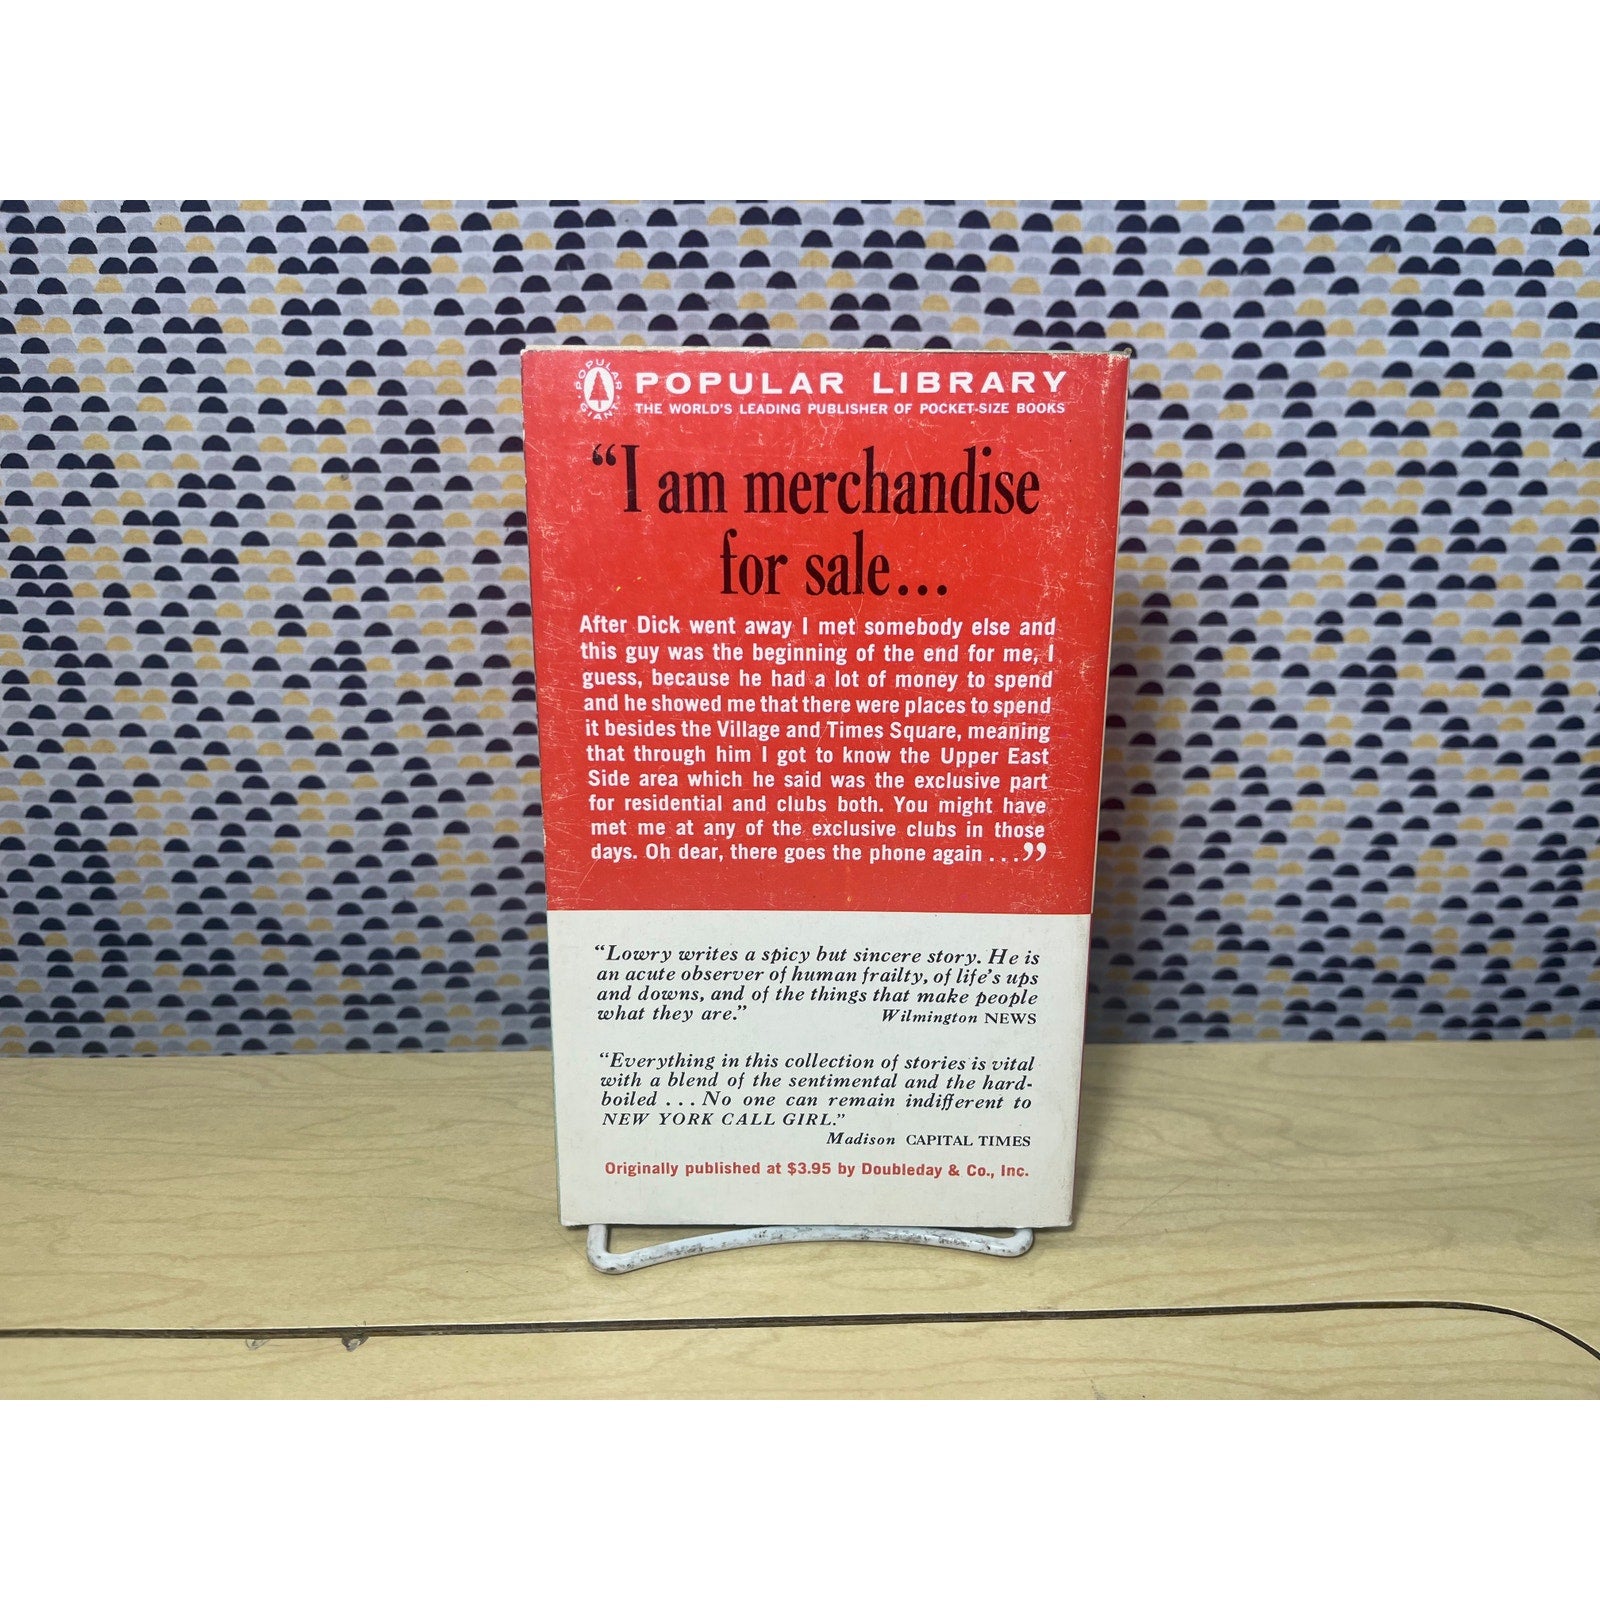 POPULAR GIANT
POPULAR LIBRARY
THE WORLD'S LEADING PUBLISHER OF POCKET-SIZE BOOKS
“I am merchandise
for sale...
After Dick went away I met somebody else and
this guy was the beginning of the end for me, I
guess, because he had a lot of money to spend
and he showed me that there were places to spend
it besides the Village and Times Square, meaning
that through him I got to know the Upper East
Side area which he said was the exclusive part
for residential and clubs both. You might have
met me at any of the exclusive clubs in those
days. Oh dear, there goes the phone again ...”
“Lowry writes a spicy but sincere story. He is
an acute observer of human frailty, of life's ups
and downs, and of the things that make people
what they are.” Wilmington NEWS
“Everything in this collection of stories is vital
with a blend of the sentimental and the hard-
boiled ... No one can remain indifferent to
NEW YORK CALL GIRL.”
Madison CAPITAL TIMES
Originally published at $3.95 by Doubleday & Co., Inc.